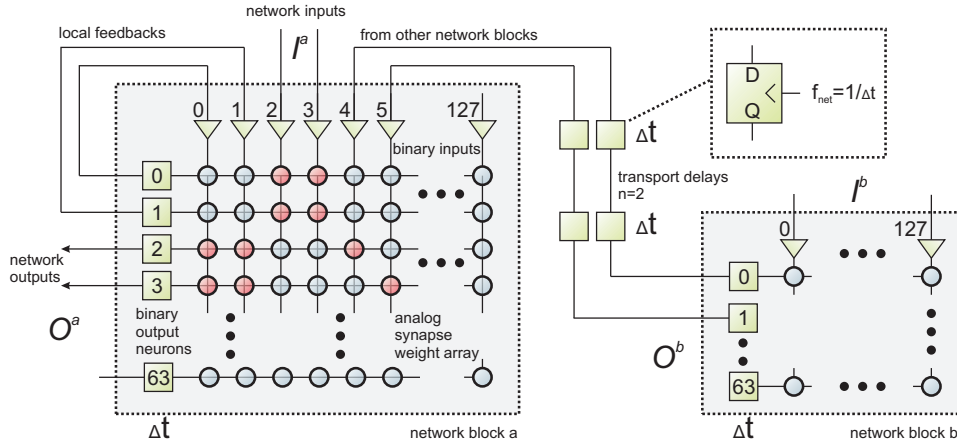 network inputs
local feedbacks
I^a
from other network blocks
0 1 2 3 4 5 127
binary inputs
0
1
2
3
63
network
outputs
O^a
binary
output
neurons
analog
synapse
weight array
Δt
network block a
Δt
transport delays
n=2
Δt
D
Q
f_net=1/Δt
I^b
0 127
0
1
63
O^b
Δt
network block b